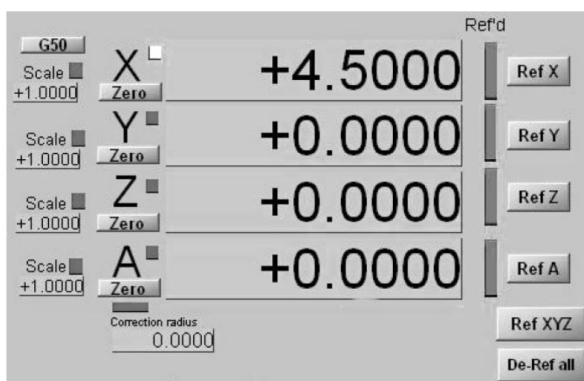 Ref'd
G50
Scale
+1.0000
X
Zero
+4.5000
Ref X
Scale
+1.0000
Y
Zero
+0.0000
Ref Y
Scale
+1.0000
Z
Zero
+0.0000
Ref Z
Scale
+1.0000
A
Zero
+0.0000
Ref A
Correction radius
0.0000
Ref XYZ
De-Ref all